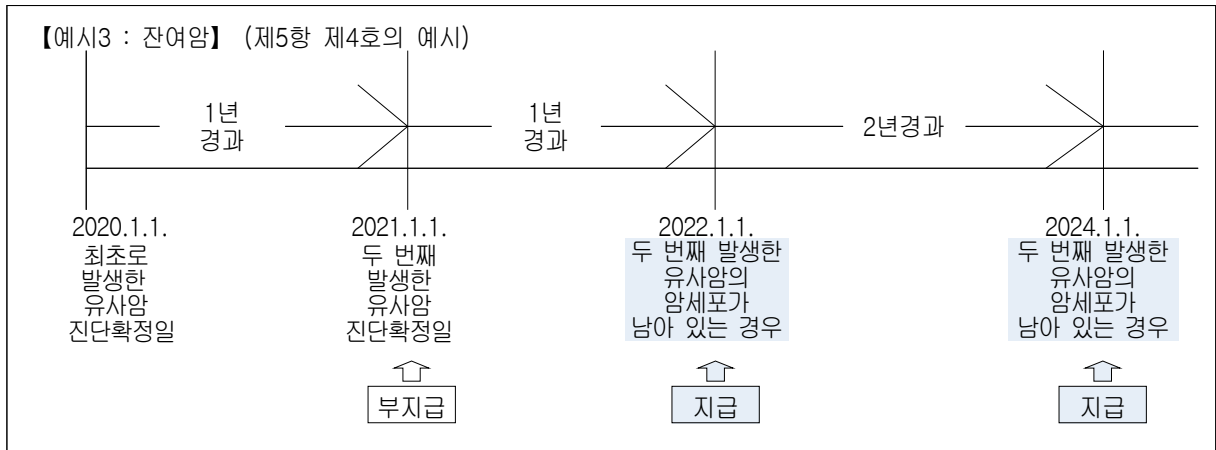 【예시3 : 잔여암】 (제5항 제4호의 예시)
1년
경과
1년
경과
2년경과
2020.1.1.
최초로
발생한
유사암
진단확정일
2021.1.1.
두 번째
발생한
유사암
진단확정일
2022.1.1.
두 번째 발생한
유사암의
암세포가
남아 있는 경우
2024.1.1.
두 번째 발생한
유사암의
암세포가
남아 있는 경우
부지급
지급
지급